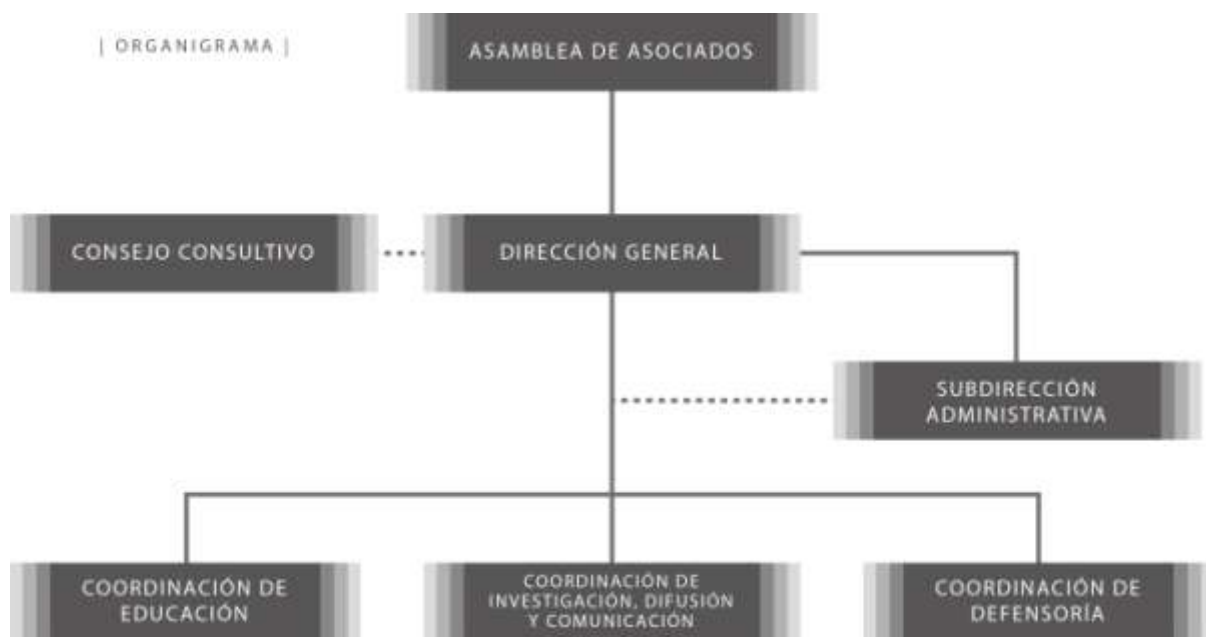 | ORGANIGRAMA |
ASAMBLEA DE ASOCIADOS
CONSEJO CONSULTIVO
DIRECCIÓN GENERAL
SUBDIRECCIÓN
ADMINISTRATIVA
COORDINACIÓN DE
EDUCACIÓN
COORDINACIÓN DE
INVESTIGACIÓN, DIFUSIÓN
Y COMUNICACIÓN
COORDINACIÓN DE
DEFENSORÍA